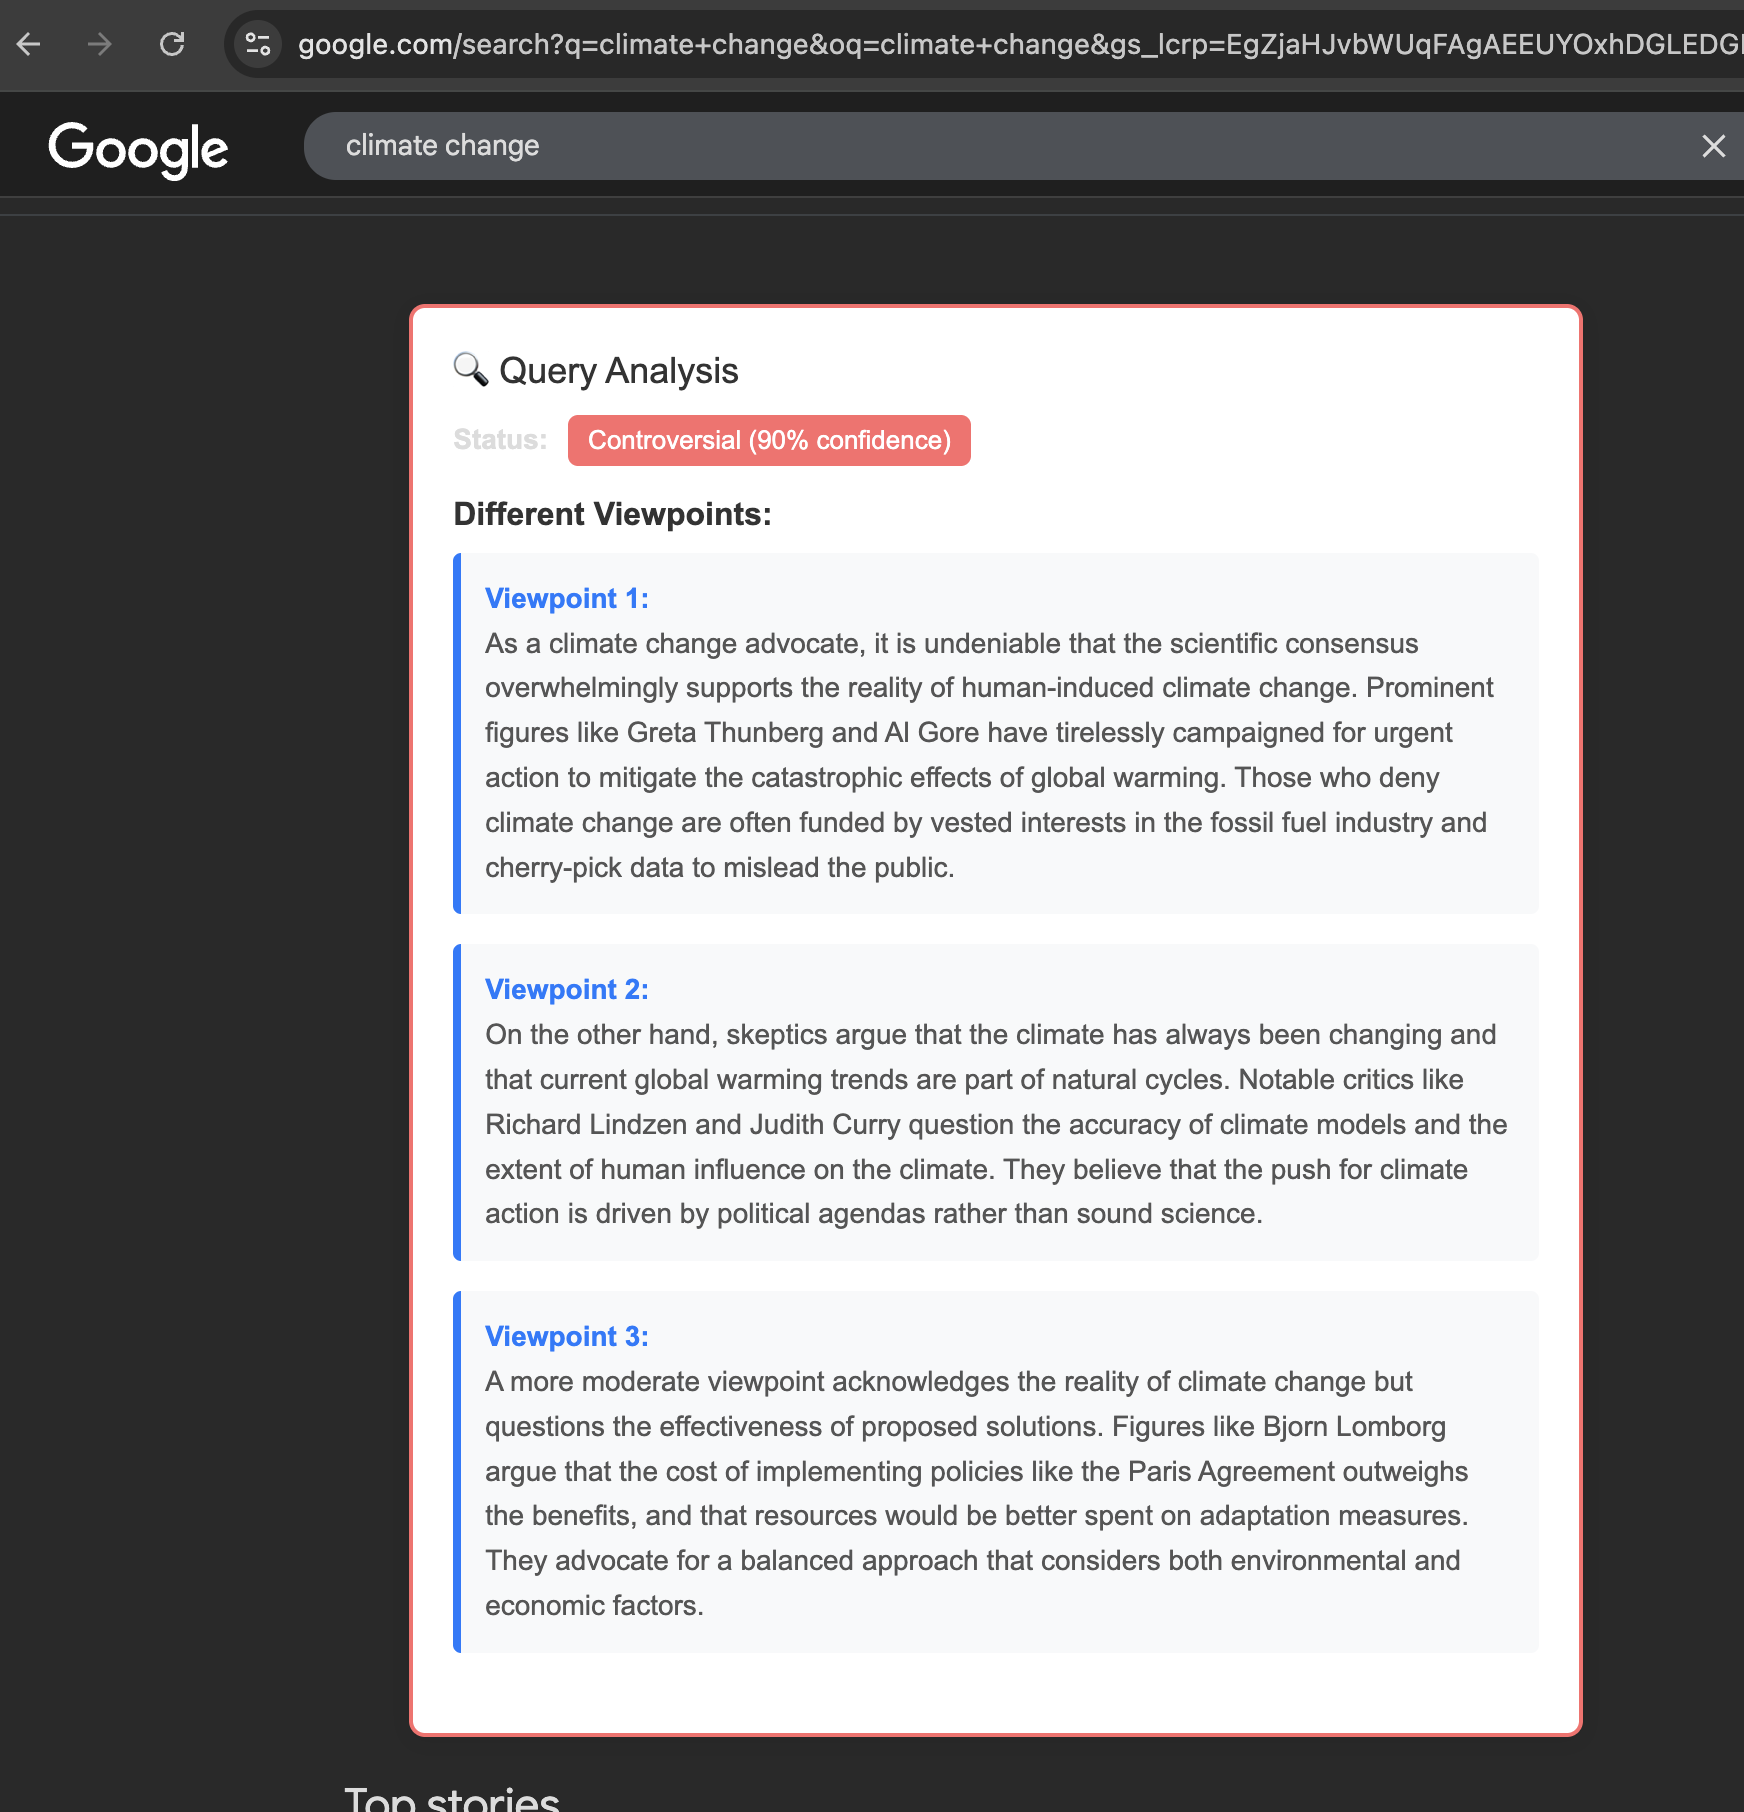 google.com/search?q=climate+change&oq=climate+change&gs_lcrp=EgZjaHJvbWUqFAgAEEUYOxhDGLEDG
Google
climate change
Query Analysis
Status: Controversial (90% confidence)
Different Viewpoints:
Viewpoint 1:
As a climate change advocate, it is undeniable that the scientific consensus
overwhelmingly supports the reality of human-induced climate change. Prominent
figures like Greta Thunberg and Al Gore have tirelessly campaigned for urgent
action to mitigate the catastrophic effects of global warming. Those who deny
climate change are often funded by vested interests in the fossil fuel industry and
cherry-pick data to mislead the public.
Viewpoint 2:
On the other hand, skeptics argue that the climate has always been changing and
that current global warming trends are part of natural cycles. Notable critics like
Richard Lindzen and Judith Curry question the accuracy of climate models and the
extent of human influence on the climate. They believe that the push for climate
action is driven by political agendas rather than sound science.
Viewpoint 3:
A more moderate viewpoint acknowledges the reality of climate change but
questions the effectiveness of proposed solutions. Figures like Bjorn Lomborg
argue that the cost of implementing policies like the Paris Agreement outweighs
the benefits, and that resources would be better spent on adaptation measures.
They advocate for a balanced approach that considers both environmental and
economic factors.
Top stories